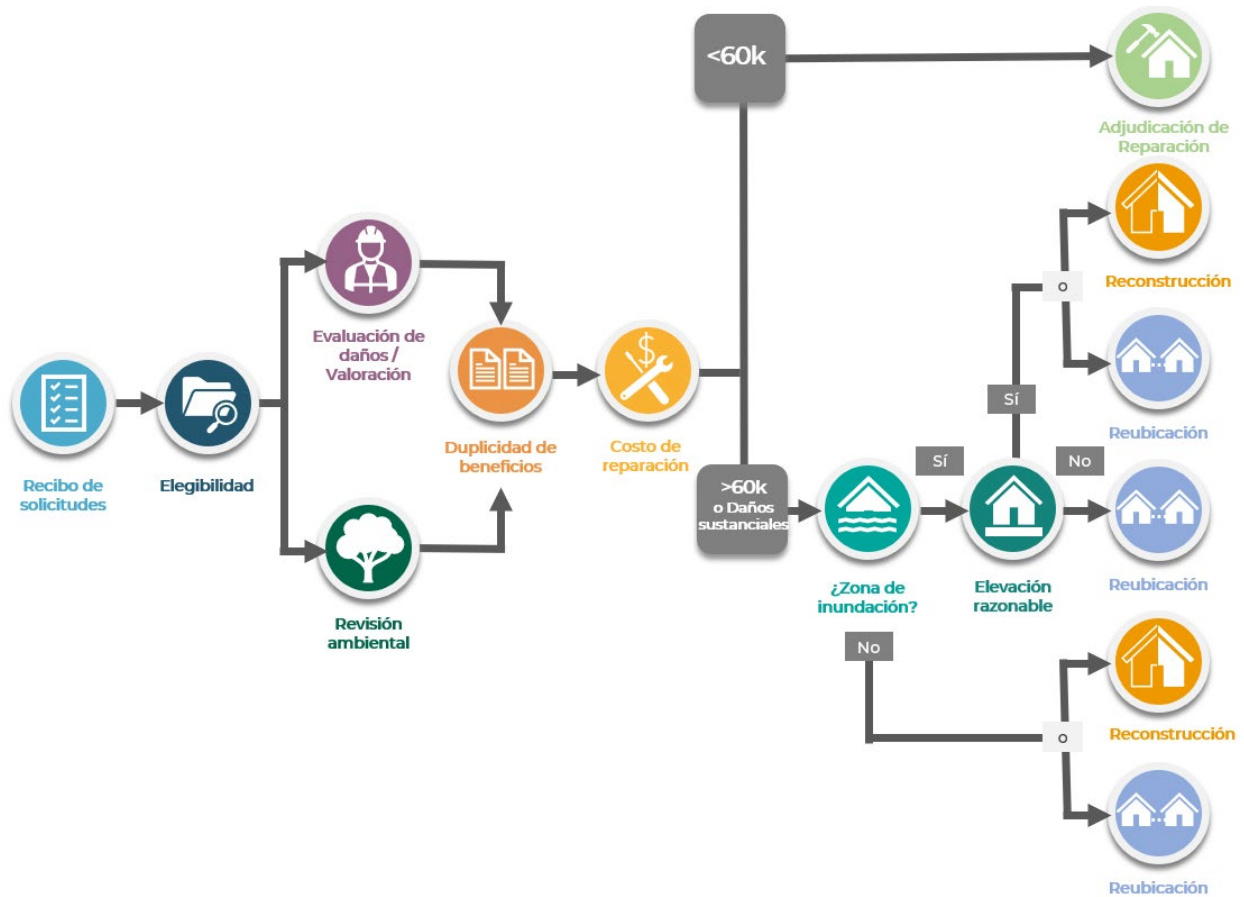 Recibo de
solicitudes
Elegibilidad
Evaluación de
daños /
Valoración
Revisión
ambiental
Duplicidad de
beneficios
$
Costo de
reparación
<60k
Adjudicación de
Reparación
>60k
o Daños
sustanciales
¿Zona de
inundación?
Sí
Elevación
razonable
Sí
o
Reconstrucción
Reubicación
No
Reubicación
No
o
Reconstrucción
Reubicación